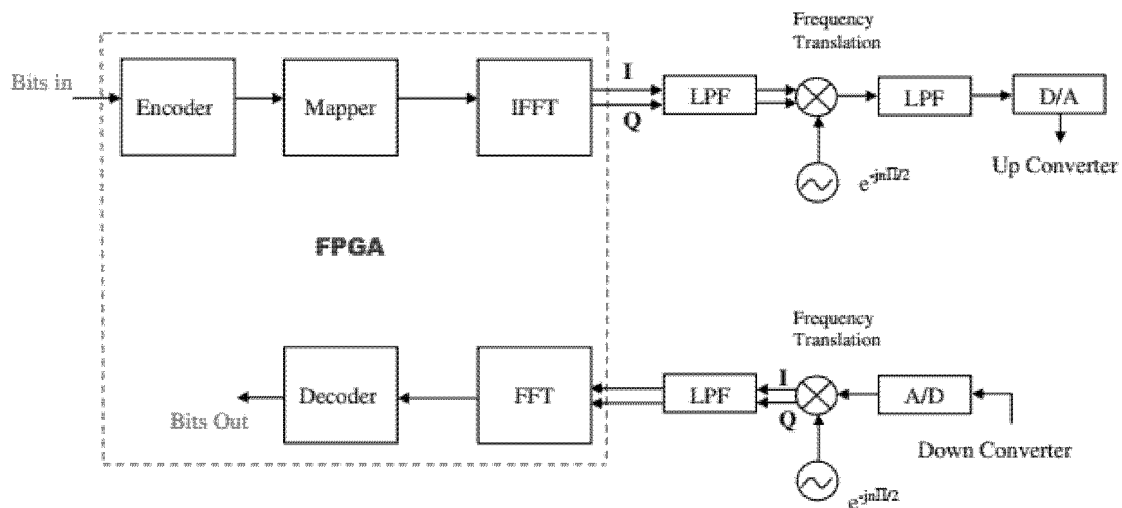 Frequency
Translation
Bits in
Encoder
Mapper
IFFT
I
Q
LPF
LPF
D/A
Up Converter
e^-jnΠ/2
FPGA
Frequency
Translation
Decoder
FFT
LPF
I
Q
A/D
Bits Out
Down Converter
e^-jnΠ/2